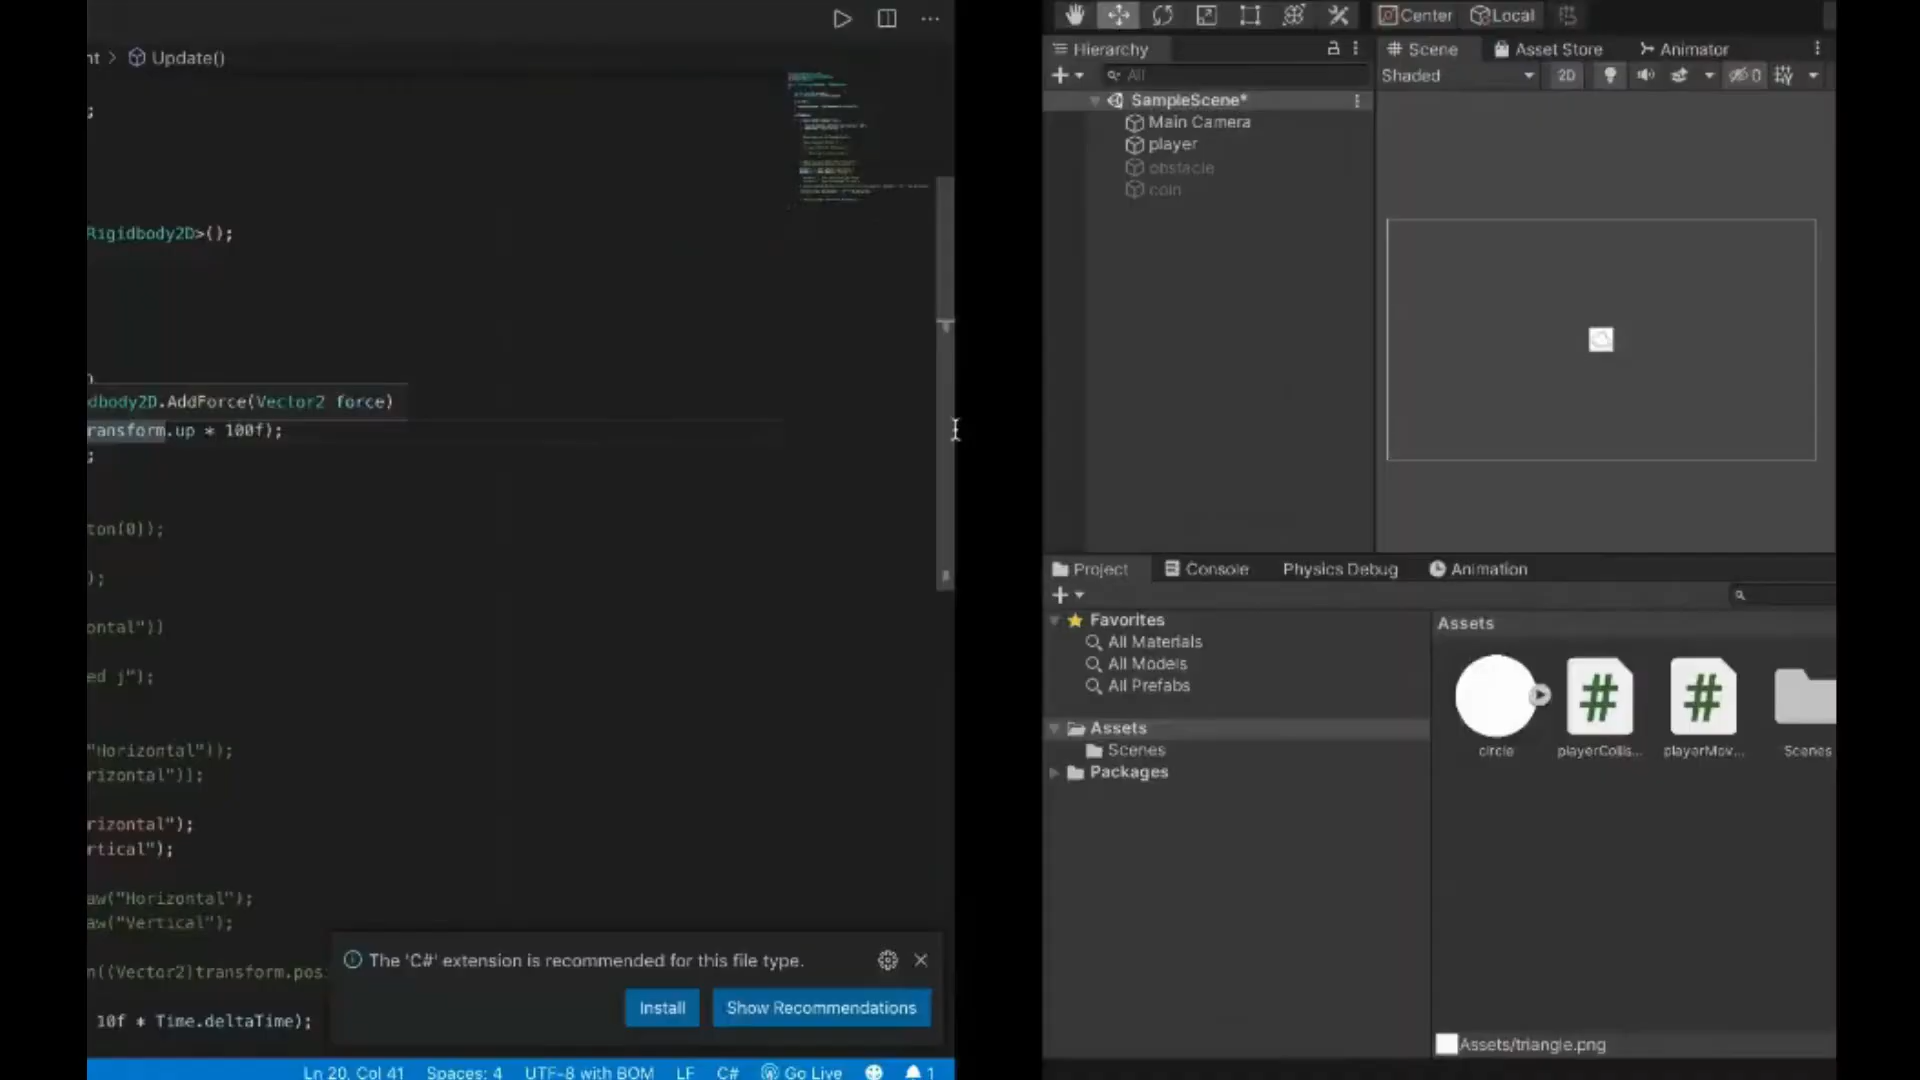 nt > Update()
;
Rigidbody2D>();
dbody2D.AddForce(Vector2 force)
ransform.up * 100f);
;
ton(0));
);
ontal"))
ed j");
"Horizontal"));
rizontal"));
rizontal");
rtical");
aw("Horizontal");
aw("Vertical");
n((Vector2)transform.pos
10f * Time.deltaTime);
The 'C#' extension is recommended for this file type.
Install
Show Recommendations
Ln 20, Col 41
Spaces: 4
UTF-8 with BOM
LF
C#
Go Live
1
Center
Local
Hierarchy
All
SampleScene*
Main Camera
player
obstacle
coin
Scene
Asset Store
Animator
Shaded
2D
0
Project
Console
Physics Debug
Animation
Favorites
All Materials
All Models
All Prefabs
Assets
Scenes
Packages
Assets
circle
playerCollis...
playerMov...
Scenes
Assets/triangle.png